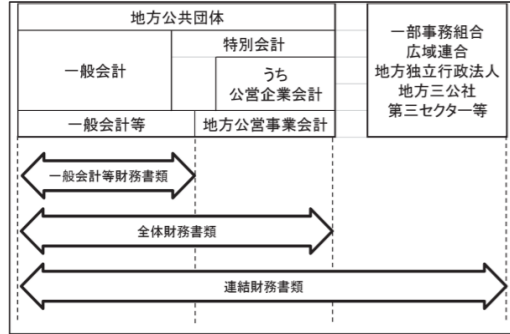 地方公共団体
一般会計
特別会計
うち
公営企業会計
一般会計等
地方公営事業会計
一部事務組合
広域連合
地方独立行政法人
地方三公社
第三セクター等
一般会計等財務書類
全体財務書類
連結財務書類